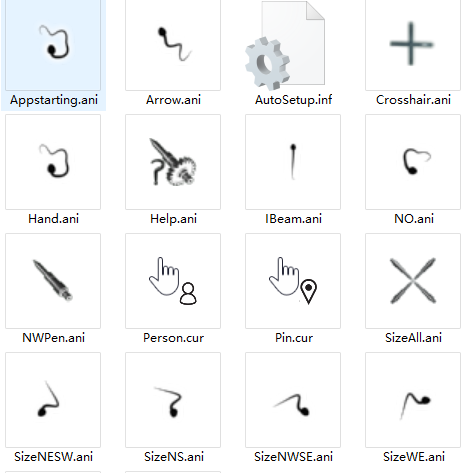 Appstarting.ani
Arrow.ani
AutoSetup.inf
Crosshair.ani
Hand.ani
Help.ani
IBeam.ani
NO.ani
NWPen.ani
Person.cur
Pin.cur
SizeAll.ani
SizeNESW.ani
SizeNS.ani
SizeNWSE.ani
SizeWE.ani